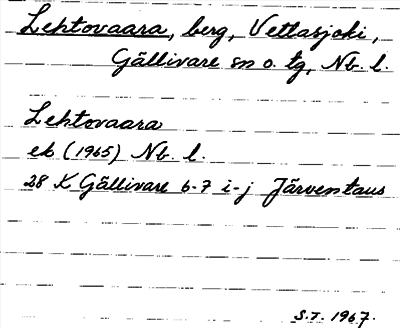 Lehtovaara, berg, Vettasjoki,
Gällivare sn o. tg, Nb. l.
Lehtovaara
ek (1965) Nb. l.
28 K Gällivare 6-7 i-j Järventaus
S.T. 1967.